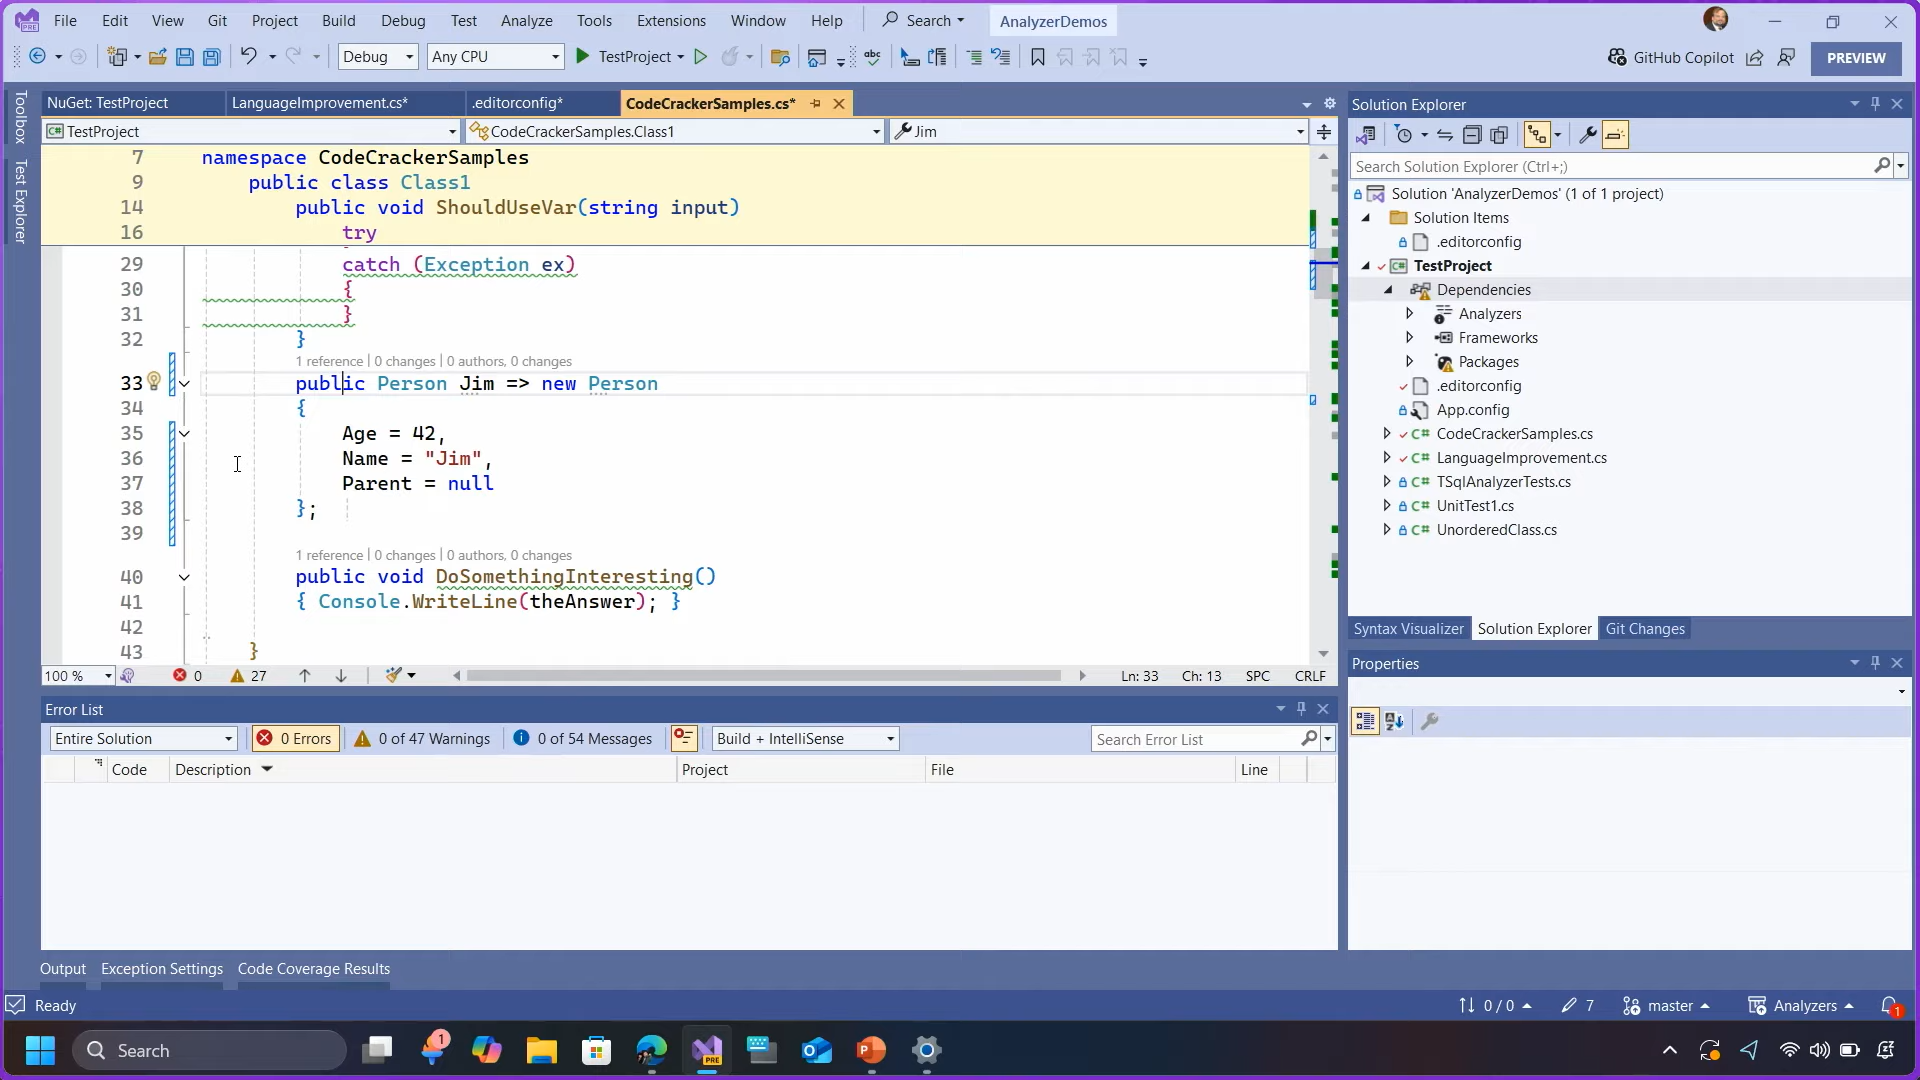 File Edit View Git Project Build Debug Test Analyze Tools Extensions Window Help Search AnalyzerDemos
Debug Any CPU TestProject GitHub Copilot PREVIEW
Toolbox
Test Explorer
NuGet: TestProject LanguageImprovement.cs* .editorconfig* CodeCrackerSamples.cs*
TestProject CodeCrackerSamples.Class1 Jim
7 namespace CodeCrackerSamples
9 public class Class1
14 public void ShouldUseVar(string input)
16 try
29 catch (Exception ex)
30 {
31 }
32 }
1 reference | 0 changes | 0 authors, 0 changes
33 public Person Jim => new Person
34 {
35 Age = 42,
36 Name = "Jim",
37 Parent = null
38 };
39
1 reference | 0 changes | 0 authors, 0 changes
40 public void DoSomethingInteresting()
41 { Console.WriteLine(theAnswer); }
42
43 }
100 % 0 27 Ln: 33 Ch: 13 SPC CRLF
Error List
Entire Solution 0 Errors 0 of 47 Warnings 0 of 54 Messages Build + IntelliSense Search Error List
Code Description Project File Line
Output Exception Settings Code Coverage Results
Solution Explorer
Search Solution Explorer (Ctrl+;)
Solution 'AnalyzerDemos' (1 of 1 project)
Solution Items
.editorconfig
TestProject
Dependencies
Analyzers
Frameworks
Packages
.editorconfig
App.config
C# CodeCrackerSamples.cs
C# LanguageImprovement.cs
C# TSqlAnalyzerTests.cs
C# UnitTest1.cs
C# UnorderedClass.cs
Syntax Visualizer Solution Explorer Git Changes
Properties
Ready 0 / 0 7 master Analyzers 1
Search 1